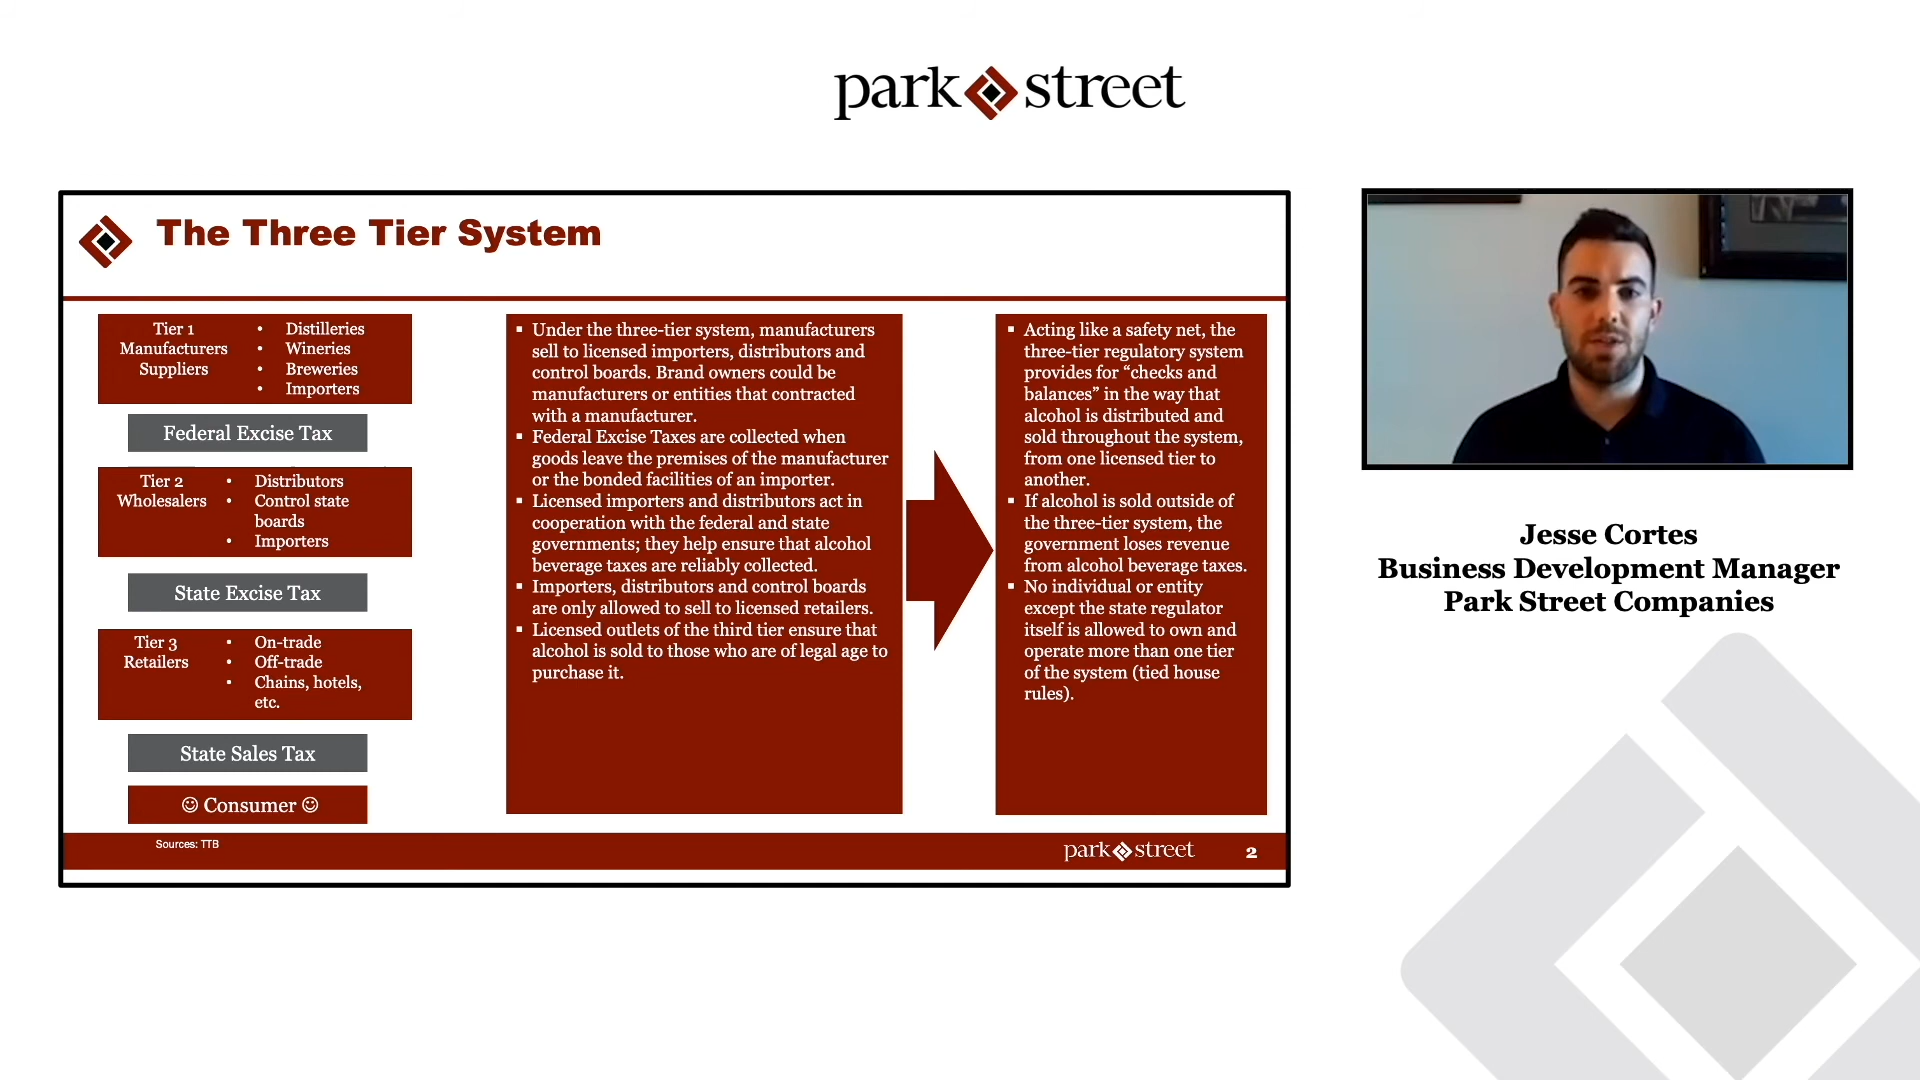 park street
The Three Tier System
Tier 1
Manufacturers
Suppliers
• Distilleries
• Wineries
• Breweries
• Importers
Federal Excise Tax
Tier 2
Wholesalers
• Distributors
• Control state
boards
• Importers
State Excise Tax
Tier 3
Retailers
• On-trade
• Off-trade
• Chains, hotels,
etc.
State Sales Tax
☺ Consumer ☺
▪ Under the three-tier system, manufacturers
sell to licensed importers, distributors and
control boards. Brand owners could be
manufacturers or entities that contracted
with a manufacturer.
▪ Federal Excise Taxes are collected when
goods leave the premises of the manufacturer
or the bonded facilities of an importer.
▪ Licensed importers and distributors act in
cooperation with the federal and state
governments; they help ensure that alcohol
beverage taxes are reliably collected.
▪ Importers, distributors and control boards
are only allowed to sell to licensed retailers.
▪ Licensed outlets of the third tier ensure that
alcohol is sold to those who are of legal age to
purchase it.
▪ Acting like a safety net, the
three-tier regulatory system
provides for “checks and
balances” in the way that
alcohol is distributed and
sold throughout the system,
from one licensed tier to
another.
▪ If alcohol is sold outside of
the three-tier system, the
government loses revenue
from alcohol beverage taxes.
▪ No individual or entity
except the state regulator
itself is allowed to own and
operate more than one tier
of the system (tied house
rules).
Sources: TTB
park street
2
Jesse Cortes
Business Development Manager
Park Street Companies